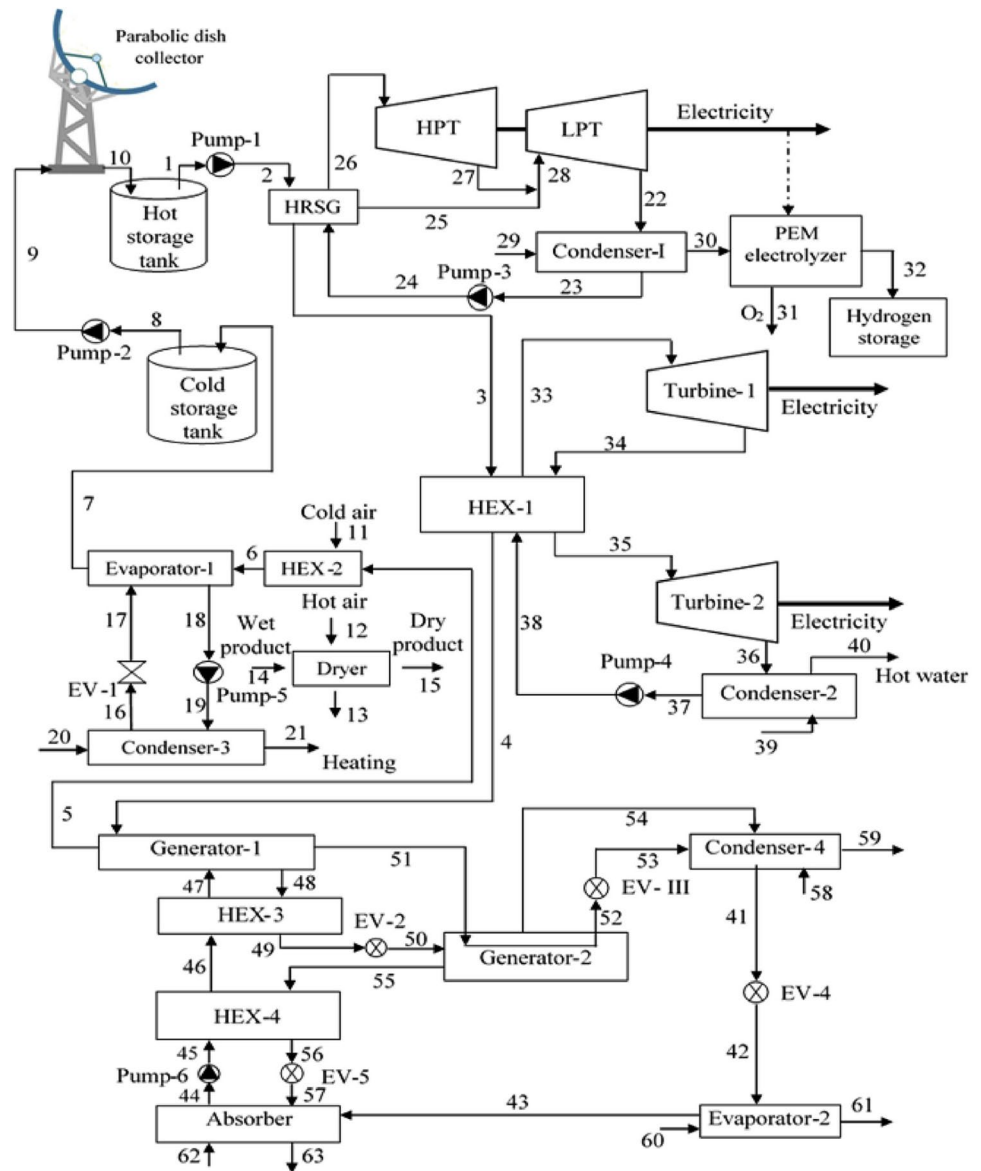 Parabolic dish
collector
Pump-1
10
1
2
26
HPT
LPT
Electricity
27
28
Hot
storage
tank
HRSG
25
22
9
29
Condenser-I
30
PEM
electrolyzer
32
Pump-3
24
23
O₂
31
Hydrogen
storage
8
Pump-2
Cold
storage
tank
3
33
Turbine-1
Electricity
34
7
Cold air
11
HEX-1
6
Evaporator-1
HEX-2
35
Hot air
17
18
12
Wet
product
Dry
product
38
Turbine-2
Electricity
EV-1
14
Dryer
15
Pump-5
16
19
13
Pump-4
36
40
Hot water
37
Condenser-2
39
20
Condenser-3
21
Heating
4
5
54
Generator-1
51
53
Condenser-4
59
47
48
EV- III
58
HEX-3
EV-2
52
41
49
50
46
Generator-2
55
HEX-4
EV-4
45
56
42
Pump-6
EV-5
44
57
43
Absorber
Evaporator-2
61
60
62
63